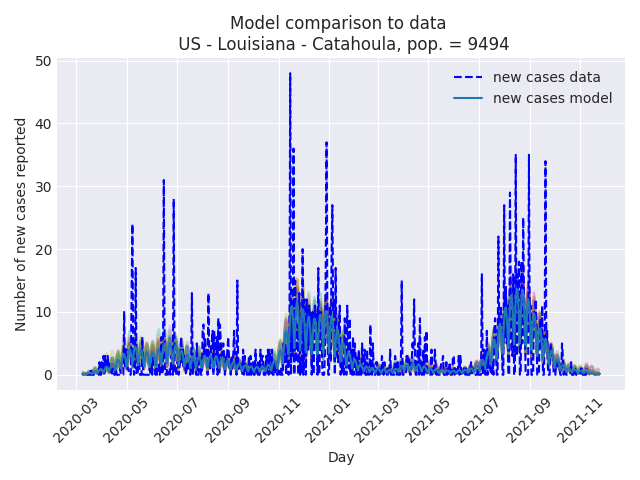 Model comparison to data
US - Louisiana - Catahoula, pop. = 9494
50
40
30
20
10
0
Number of new cases reported
new cases data
new cases model
2020-03
2020-05
2020-07
2020-09
2020-11
2021-01
2021-03
2021-05
2021-07
2021-09
2021-11
Day